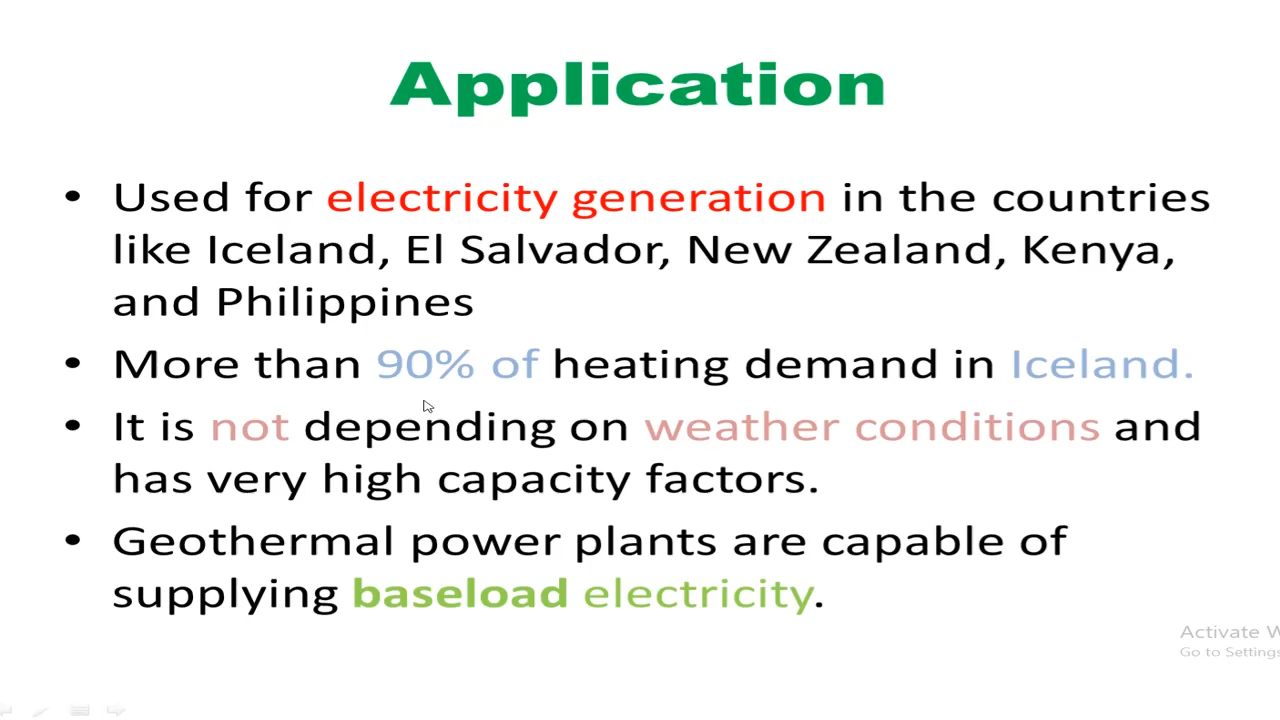 Application
• Used for electricity generation in the countries
like Iceland, El Salvador, New Zealand, Kenya,
and Philippines
• More than 90% of heating demand in Iceland.
• It is not depending on weather conditions and
has very high capacity factors.
• Geothermal power plants are capable of
supplying baseload electricity.
Activate W
Go to Settings